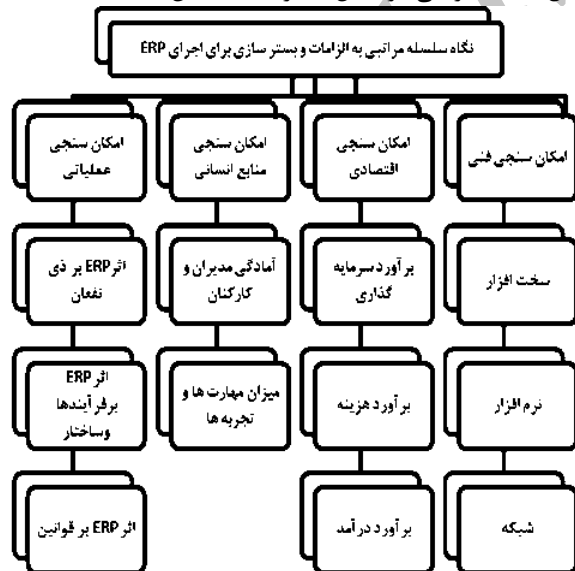 نگاه سلسله مراتبی به الزامات و بستر سازی برای اجرای ERP
امکان سنجی فنی
سخت افزار
نرم افزار
شبکه
امکان سنجی
اقتصادی
برآورد سرمایه
گذاری
برآورد هزینه
برآورد درآمد
امکان سنجی
منابع انسانی
آمادگی مدیران و
کارکنان
میزان مهارت ها و
تجربه ها
امکان سنجی
عملیاتی
اثر ERP بر ذی
نفعان
اثر ERP
برفرآیندها
وساختار
اثر ERP بر قوانین